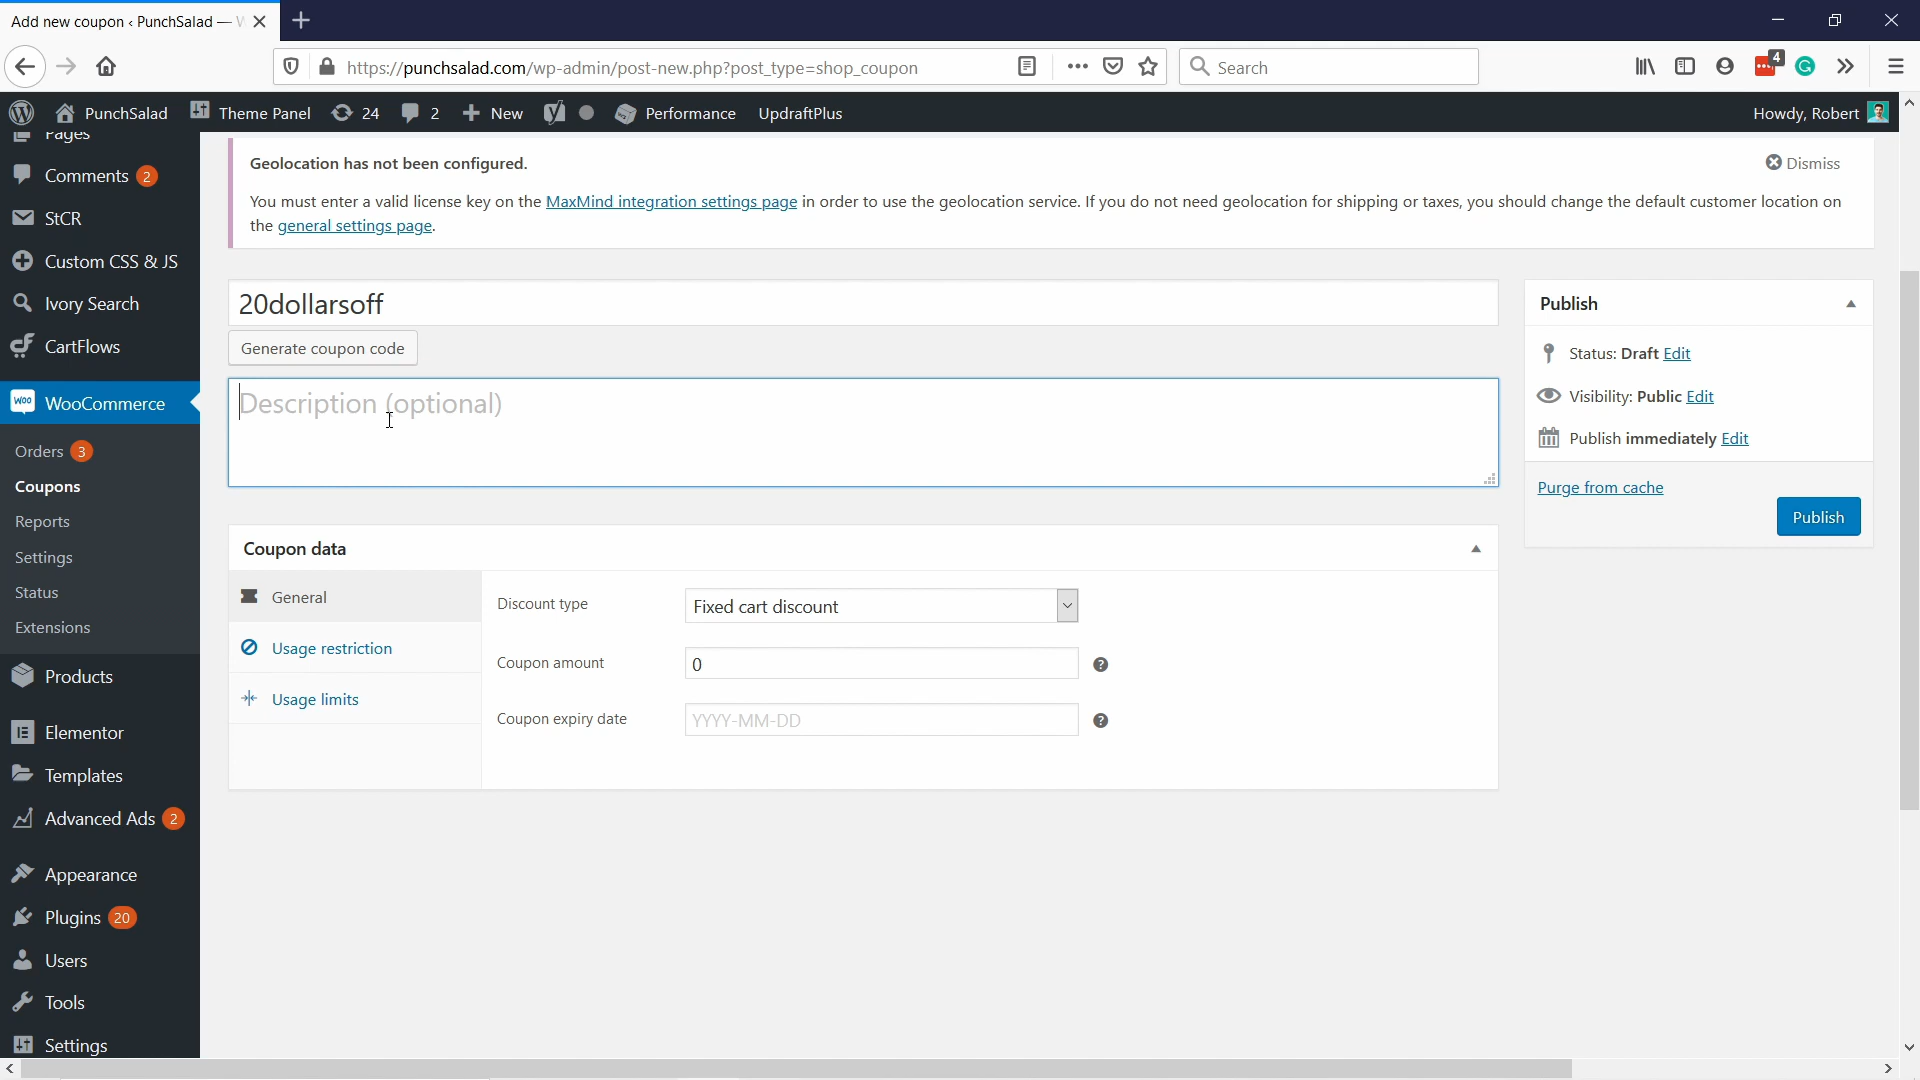 Add new coupon ‹ PunchSalad — W
https://punchsalad.com/wp-admin/post-new.php?post_type=shop_coupon
Search
4
PunchSalad
Theme Panel
24
2
New
Performance
UpdraftPlus
Howdy, Robert
Pages
Comments 2
StCR
Custom CSS & JS
Ivory Search
CartFlows
WooCommerce
Orders 3
Coupons
Reports
Settings
Status
Extensions
Products
Elementor
Templates
Advanced Ads 2
Appearance
Plugins 20
Users
Tools
Settings
Geolocation has not been configured.
Dismiss
You must enter a valid license key on the MaxMind integration settings page in order to use the geolocation service. If you do not need geolocation for shipping or taxes, you should change the default customer location on
the general settings page.
20dollarsoff
Generate coupon code
Description (optional)
Coupon data
General
Usage restriction
Usage limits
Discount type
Fixed cart discount
Coupon amount
0
Coupon expiry date
YYYY-MM-DD
Publish
Status: Draft Edit
Visibility: Public Edit
Publish immediately Edit
Purge from cache
Publish